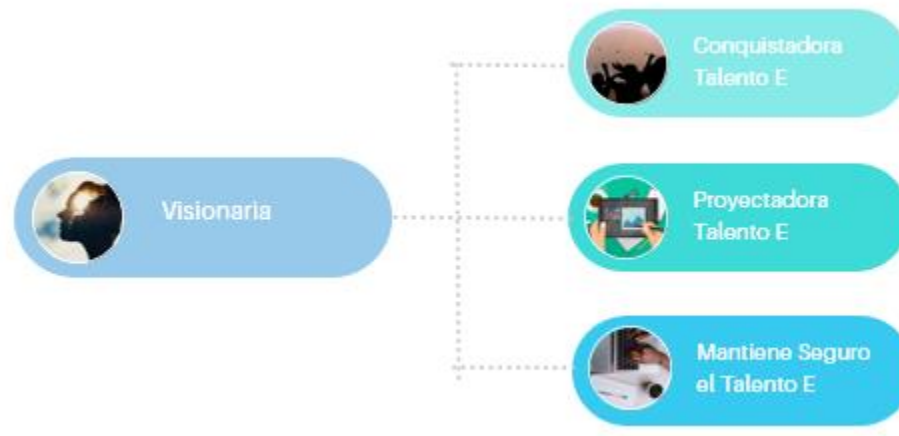 Visionaria
Conquistadora
Talento E
Proyectadora
Talento E
Mantiene Seguro
el Talento E